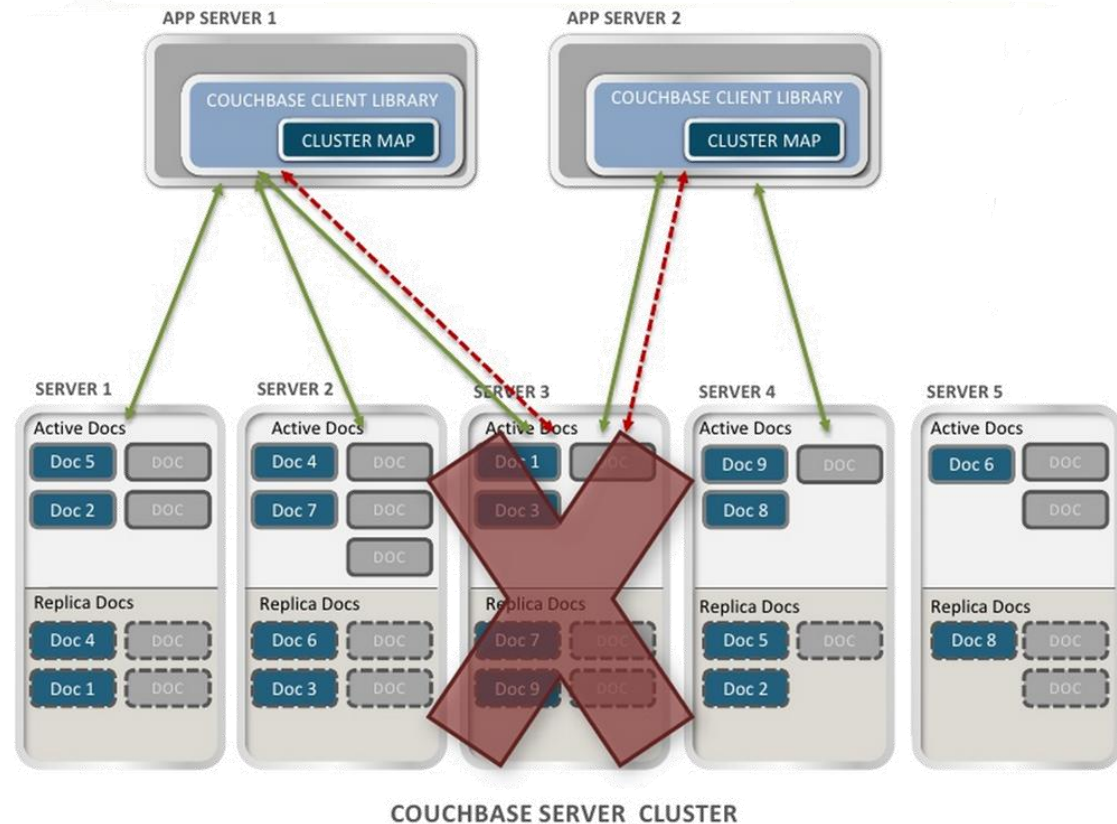 APP SERVER 1
COUCHBASE CLIENT LIBRARY
CLUSTER MAP
APP SERVER 2
COUCHBASE CLIENT LIBRARY
CLUSTER MAP
SERVER 1
Active Docs
Doc 5 DOC
Doc 2 DOC
Replica Docs
Doc 4 DOC
Doc 1 DOC
SERVER 2
Active Docs
Doc 4 DOC
Doc 7 DOC
DOC
Replica Docs
Doc 6 DOC
Doc 3 DOC
SERVER 3
Active Docs
Doc 1 DOC
Doc 3
Replica Docs
Doc 7 DOC
Doc 9 DOC
SERVER 4
Active Docs
Doc 9 DOC
Doc 8
Replica Docs
Doc 5 DOC
Doc 2
SERVER 5
Active Docs
Doc 6 DOC
DOC
Replica Docs
Doc 8 DOC
DOC
COUCHBASE SERVER CLUSTER